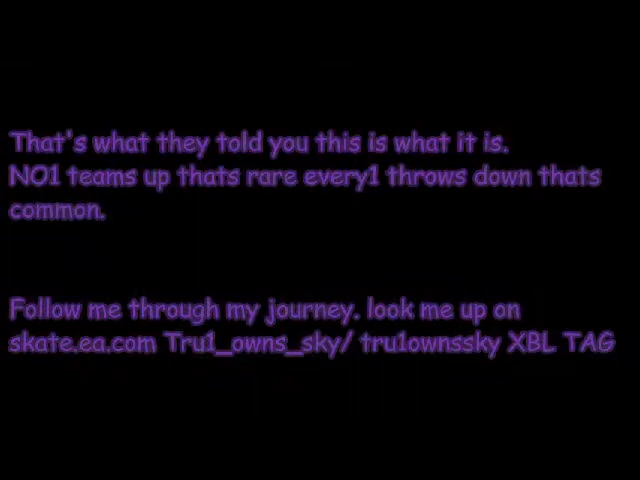 That's what they told you this is what it is.
NO1 teams up thats rare every1 throws down thats
common.
Follow me through my journey. look me up on
skate.ea.com Tru1_owns_sky/ tru1ownssky XBL TAG